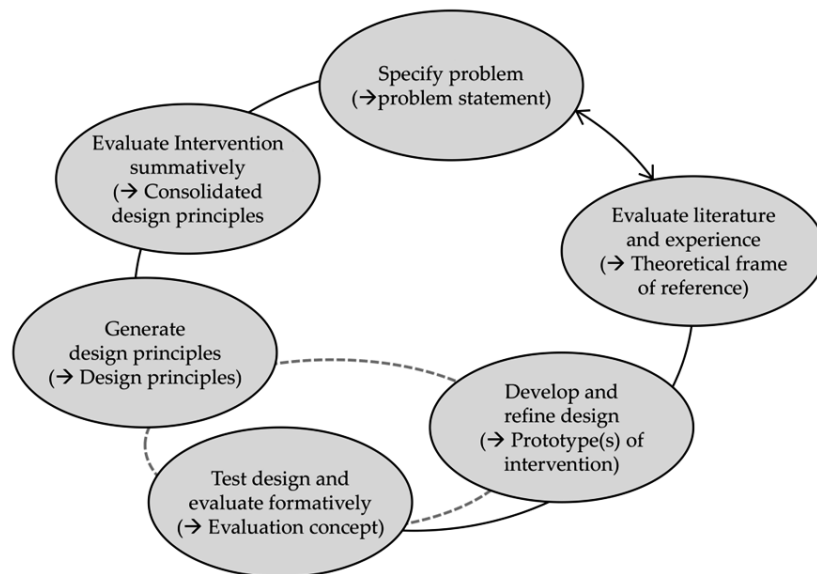 Specify problem
(→problem statement)
Evaluate literature
and experience
(→ Theoretical frame
of reference)
Develop and
refine design
(→ Prototype(s) of
intervention)
Test design and
evaluate formatively
(→ Evaluation concept)
Generate
design principles
(→ Design principles)
Evaluate Intervention
summatively
(→ Consolidated
design principles